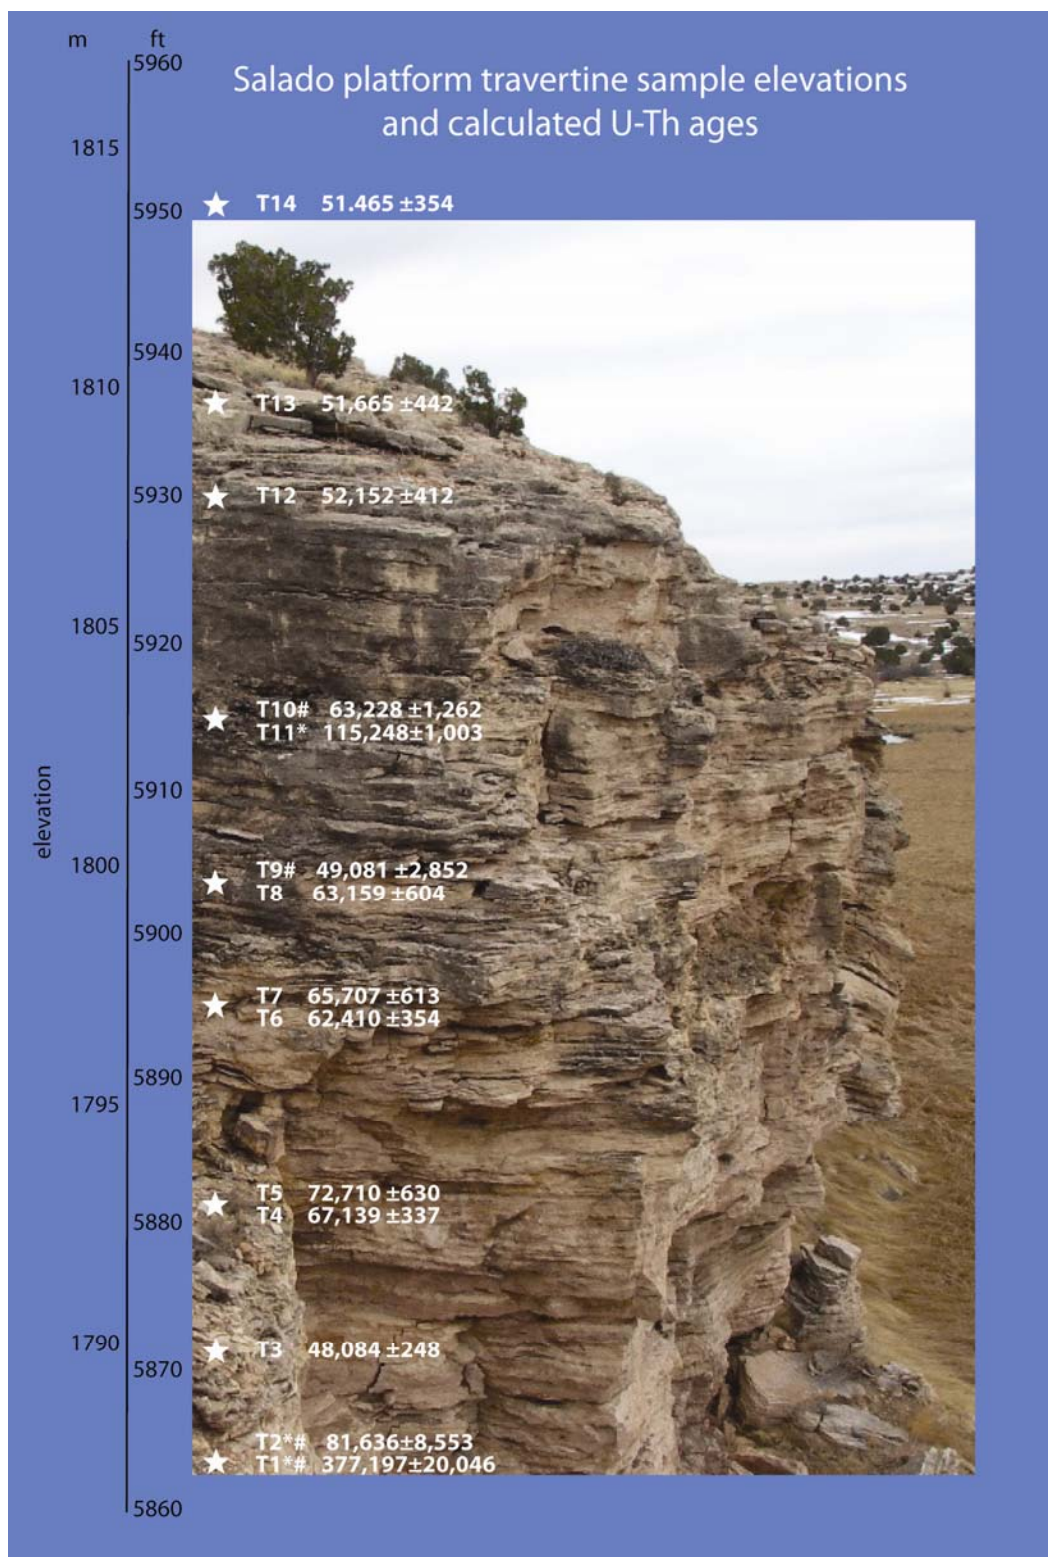 m ft
5960
Salado platform travertine sample elevations
and calculated U-Th ages
1815
T14 51.465 ±354
5950
5940
1810
T13 51,665 ±442
5930
T12 52,152 ±412
1805
5920
T10# 63,228 ±1,262
T11* 115,248±1,003
5910
elevation
1800
T9# 49,081 ±2,852
T8 63,159 ±604
5900
T7 65,707 ±613
T6 62,410 ±354
5890
1795
T5 72,710 ±630
T4 67,139 ±337
5880
1790
T3 48,084 ±248
5870
T2*# 81,636±8,553
T1*# 377,197±20,046
5860